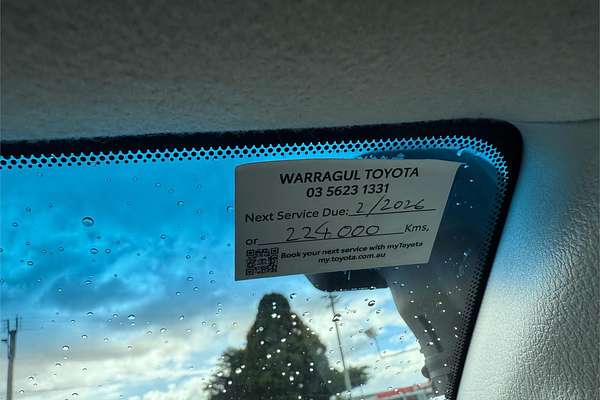 WARRAGUL TOYOTA
03 5623 1331
Next Service Due: 2/2026
or 224000 Kms,
Book your next service with myToyota
my.toyota.com.au